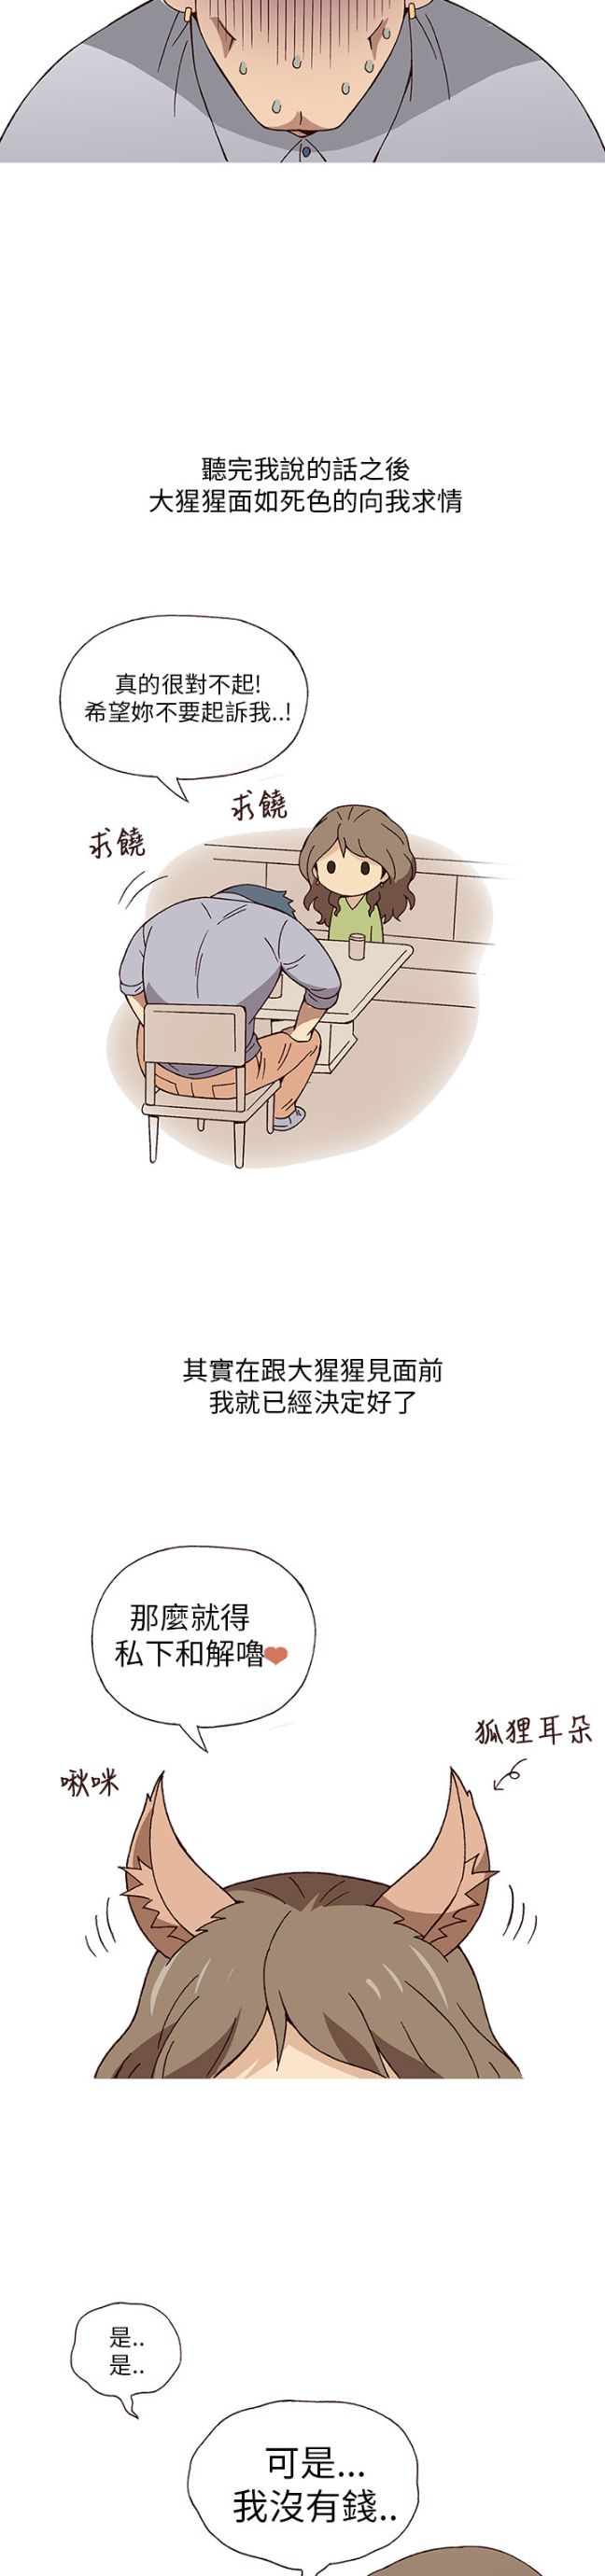 聽完我說的話之後
大猩猩面如死色的向我求情
真的很對不起!
希望妳不要起訴我..!
求饒
求饒
其實在跟大猩猩見面前
我就已經決定好了
那麼就得
私下和解嚕❤
狐狸耳朵
啾咪
是..
是..
可是...
我沒有錢..